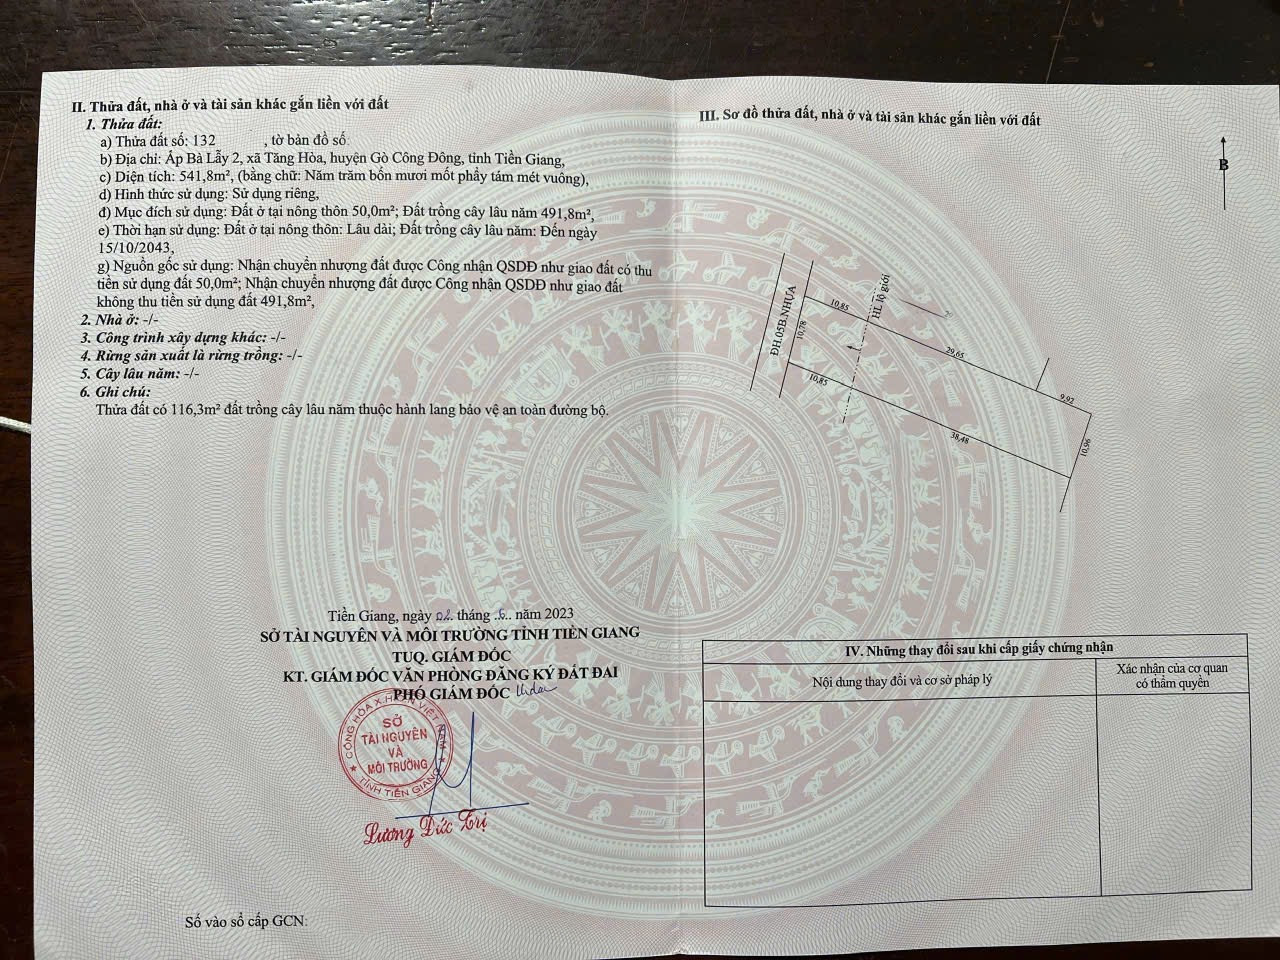 II. Thửa đất, nhà ở và tài sản khác gắn liền với đất
1. Thửa đất:
a) Thửa đất số: 132 , tờ bản đồ số
b) Địa chỉ: Ấp Bà Lẫy 2, xã Tăng Hòa, huyện Gò Công Đông, tỉnh Tiền Giang,
c) Diện tích: 541,8m², (bằng chữ: Năm trăm bốn mươi mốt phẩy tám mét vuông),
d) Hình thức sử dụng: Sử dụng riêng,
đ) Mục đích sử dụng: Đất ở tại nông thôn 50,0m²; Đất trồng cây lâu năm 491,8m²,
e) Thời hạn sử dụng: Đất ở tại nông thôn: Lâu dài; Đất trồng cây lâu năm: Đến ngày
15/10/2043,
g) Nguồn gốc sử dụng: Nhận chuyển nhượng đất được Công nhận QSDĐ như giao đất có thu
tiền sử dụng đất 50,0m²; Nhận chuyển nhượng đất được Công nhận QSDĐ như giao đất
không thu tiền sử dụng đất 491,8m²,
2. Nhà ở: -/-
3. Công trình xây dựng khác: -/-
4. Rừng sản xuất là rừng trồng: -/-
5. Cây lâu năm: -/-
6. Ghi chú:
Thửa đất có 116,3m² đất trồng cây lâu năm thuộc hành lang bảo vệ an toàn đường bộ.
Tiền Giang, ngày 02 tháng 6 năm 2023
SỞ TÀI NGUYÊN VÀ MÔI TRƯỜNG TỈNH TIỀN GIANG
TUQ. GIÁM ĐỐC
KT. GIÁM ĐỐC VĂN PHÒNG ĐĂNG KÝ ĐẤT ĐAI
PHÓ GIÁM ĐỐC
CỘNG HÒA X.H.C.N VIỆT NAM
SỞ
TÀI NGUYÊN
VÀ
MÔI TRƯỜNG
TỈNH TIỀN GIANG
Lương Đức Trị
Số vào sổ cấp GCN:
III. Sơ đồ thửa đất, nhà ở và tài sản khác gắn liền với đất
B
ĐH.05B.NHỰA
HL lộ giới
10,85
10,78
10,85
29,65
9,92
38,48
10,96
IV. Những thay đổi sau khi cấp giấy chứng nhận
Nội dung thay đổi và cơ sở pháp lý
Xác nhận của cơ quan
có thẩm quyền